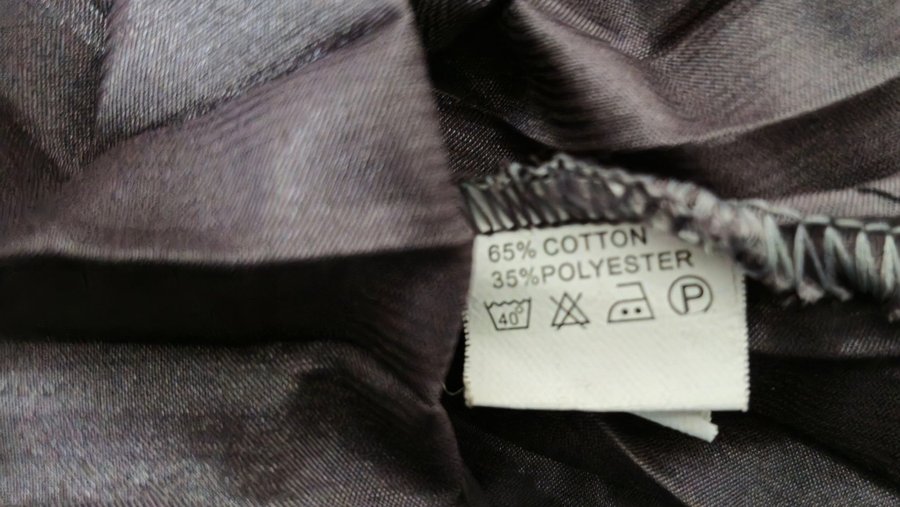 65% COTTON
35%POLYESTER
40° P